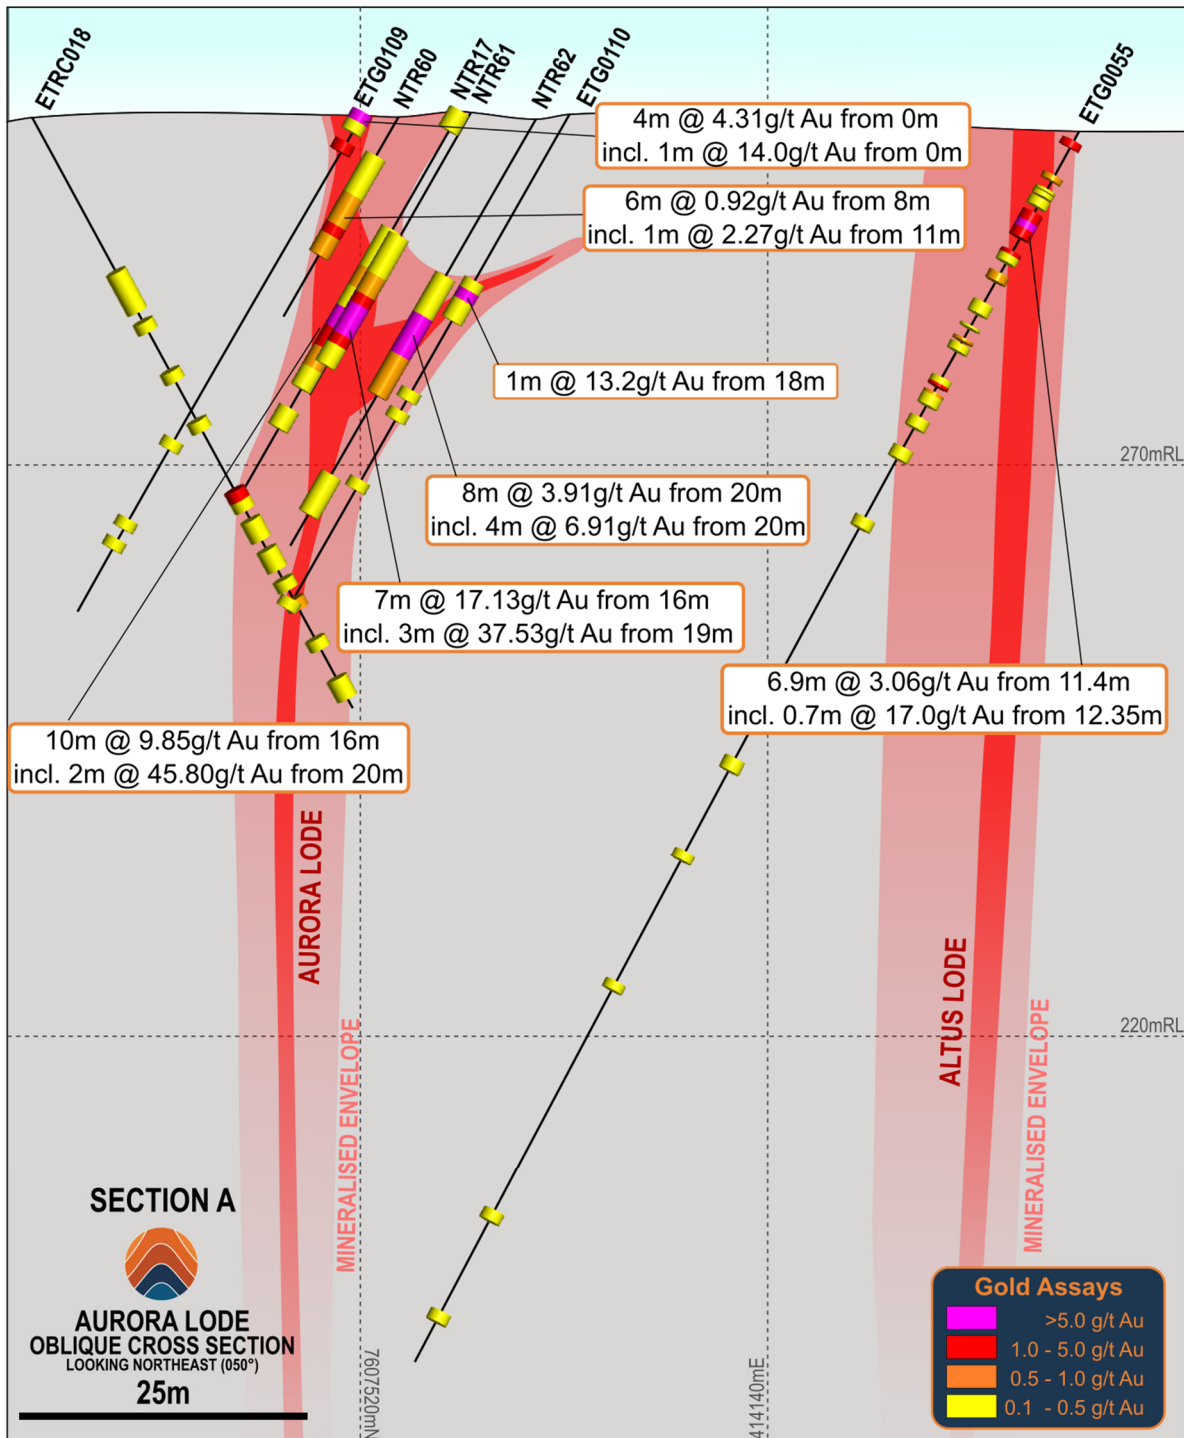 ETRC018
ETG0109
NTR60
NTR17
NTR61
NTR62
ETG0110
ETG0055
4m @ 4.31g/t Au from 0m
incl. 1m @ 14.0g/t Au from 0m
6m @ 0.92g/t Au from 8m
incl. 1m @ 2.27g/t Au from 11m
1m @ 13.2g/t Au from 18m
270mRL
8m @ 3.91g/t Au from 20m
incl. 4m @ 6.91g/t Au from 20m
7m @ 17.13g/t Au from 16m
incl. 3m @ 37.53g/t Au from 19m
6.9m @ 3.06g/t Au from 11.4m
incl. 0.7m @ 17.0g/t Au from 12.35m
10m @ 9.85g/t Au from 16m
incl. 2m @ 45.80g/t Au from 20m
AURORA LODE
MINERALISED ENVELOPE
ALTUS LODE
MINERALISED ENVELOPE
220mRL
SECTION A
AURORA LODE
OBLIQUE CROSS SECTION
LOOKING NORTHEAST (050°)
25m
7607520mN
414140mE
Gold Assays
>5.0 g/t Au
1.0 - 5.0 g/t Au
0.5 - 1.0 g/t Au
0.1 - 0.5 g/t Au